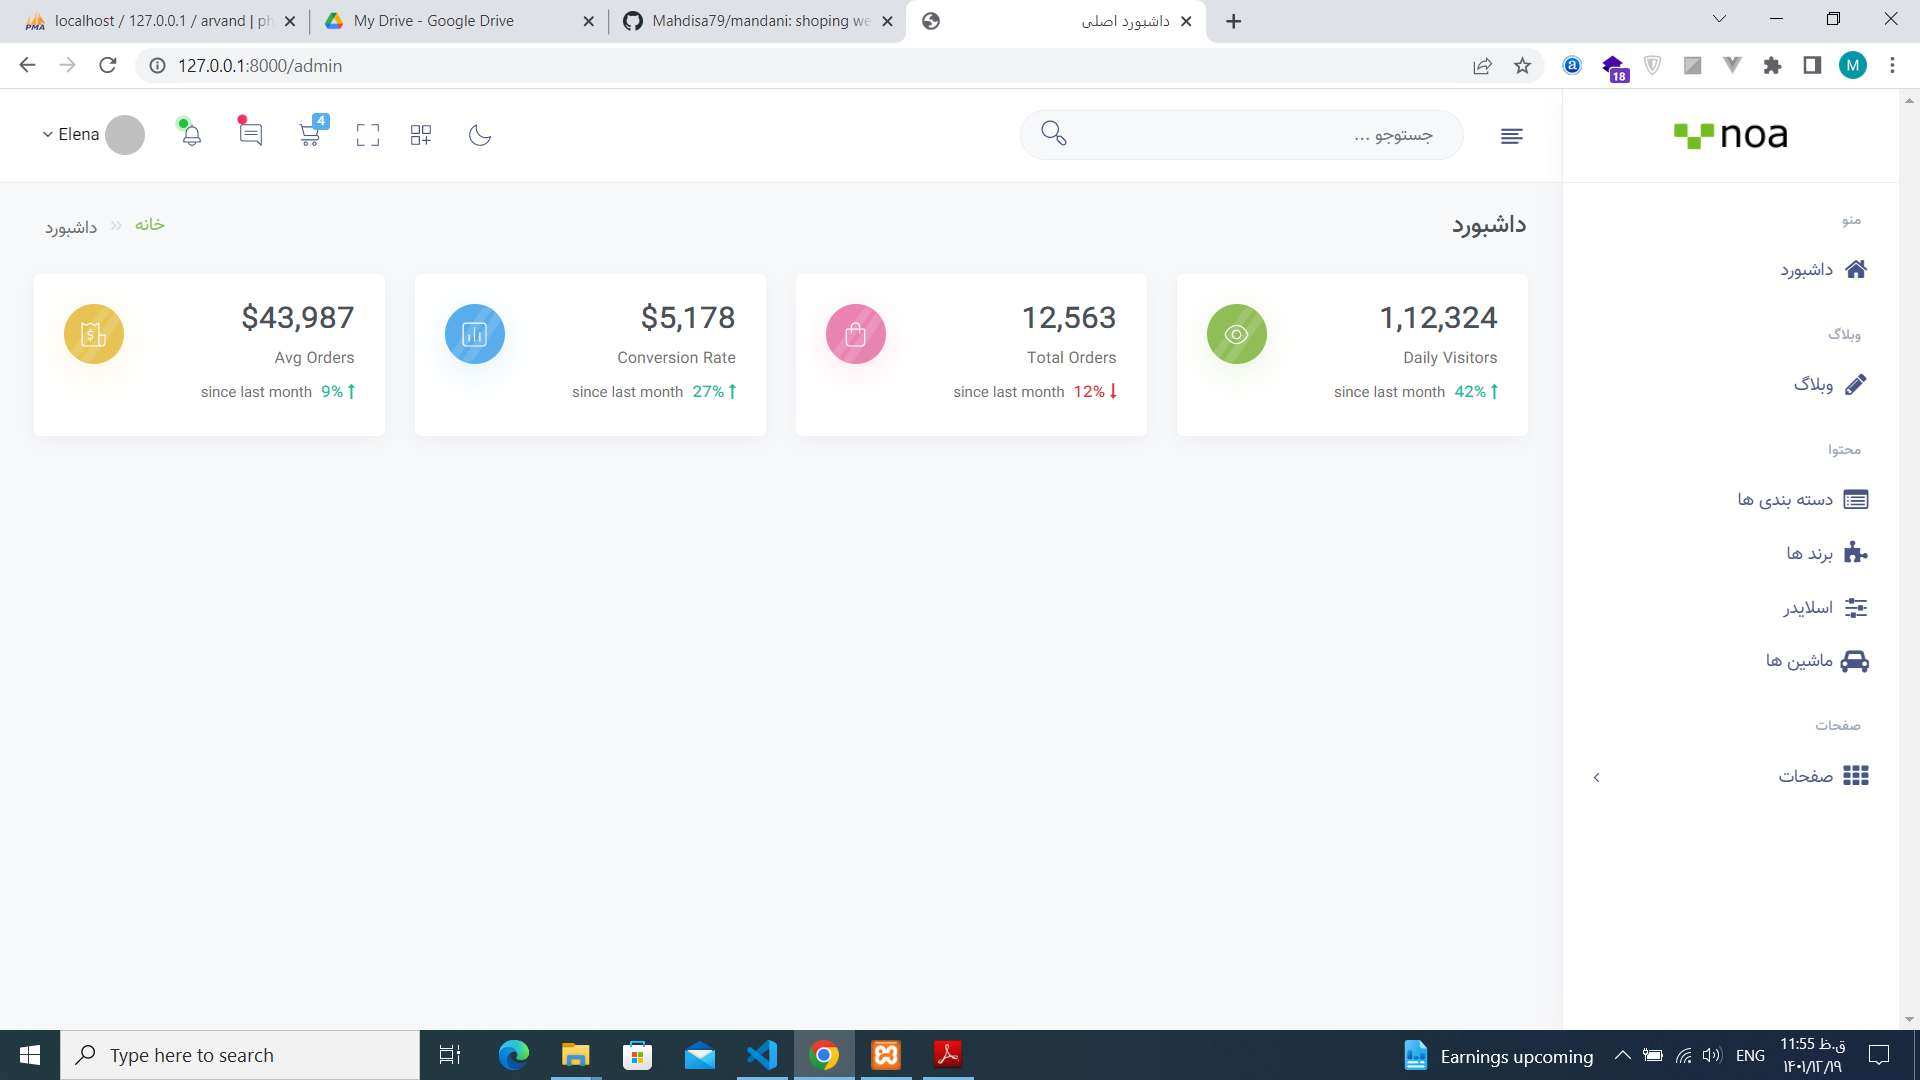 localhost / 127.0.0.1 / arvand | ph
My Drive - Google Drive
Mahdisa79/mandani: shoping we
داشبورد اصلی
127.0.0.1:8000/admin
18
M
Elena
4
جستوجو ...
noa
داشبورد
خانه
داشبورد
$43,987
Avg Orders
since last month 9%
$5,178
Conversion Rate
since last month 27%
12,563
Total Orders
since last month 12%
1,12,324
Daily Visitors
since last month 42%
منو
داشبورد
وبلاگ
وبلاگ
محتوا
دسته بندی ها
برند ها
اسلایدر
ماشین ها
صفحات
صفحات
Type here to search
Earnings upcoming
ENG
11:55 ق.ظ
۱۴۰۱/۱۲/۱۹